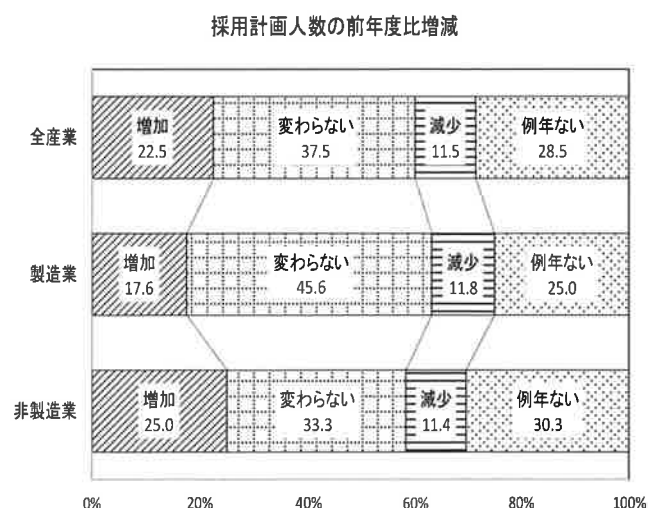 採用計画人数の前年度比増減
全産業
増加
22.5
変わらない
37.5
減少
11.5
例年ない
28.5
製造業
増加
17.6
変わらない
45.6
減少
11.8
例年ない
25.0
非製造業
増加
25.0
変わらない
33.3
減少
11.4
例年ない
30.3
0% 20% 40% 60% 80% 100%